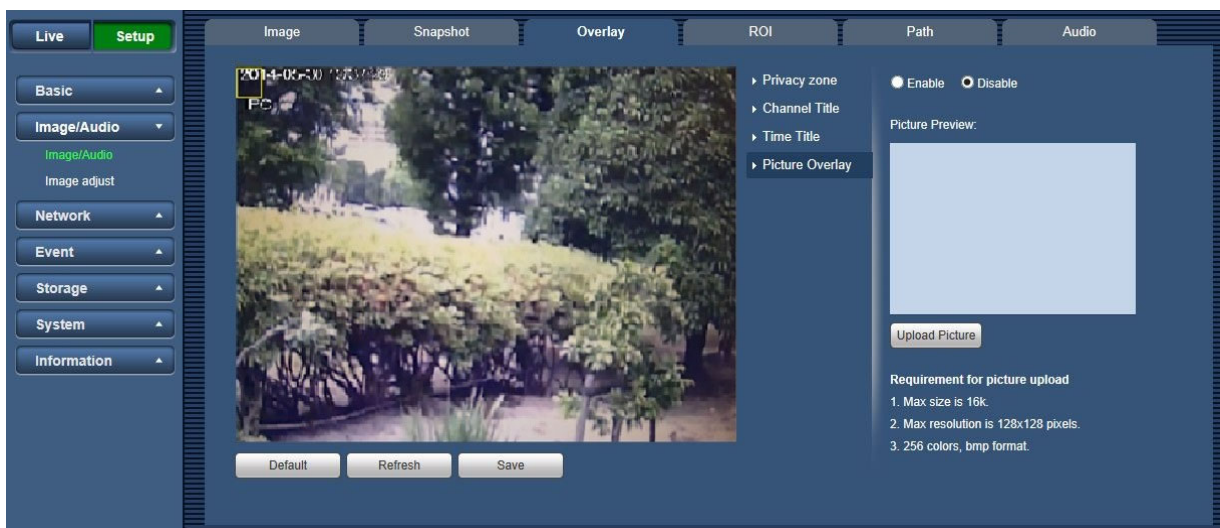 Live Setup
Image Snapshot Overlay ROI Path Audio
Basic
Image/Audio
Image/Audio
Image adjust
Network
Event
Storage
System
Information
PC
Default Refresh Save
Privacy zone
Channel Title
Time Title
Picture Overlay
Enable Disable
Picture Preview:
Upload Picture
Requirement for picture upload
1. Max size is 16k.
2. Max resolution is 128x128 pixels.
3. 256 colors, bmp format.